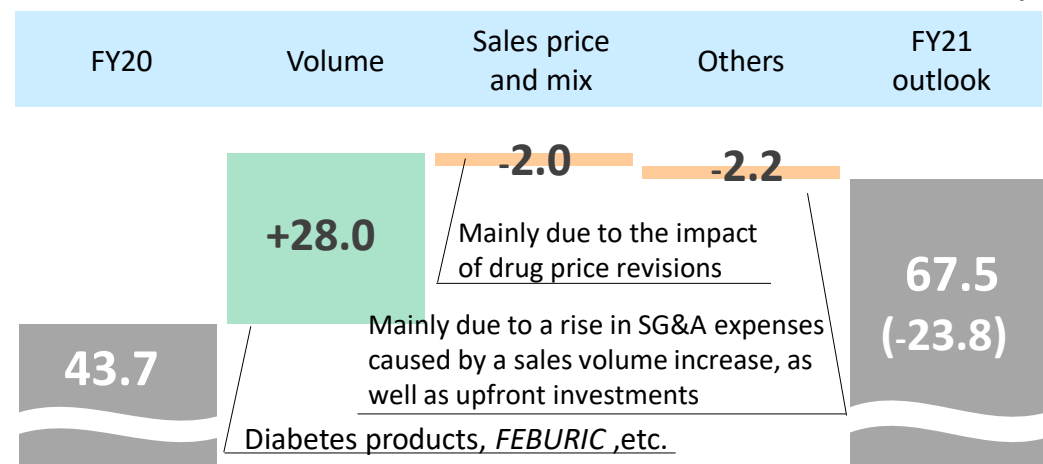 FY20
Volume
Sales price
and mix
Others
FY21
outlook
43.7
+28.0
-2.0
-2.2
67.5
(-23.8)
Mainly due to the impact
of drug price revisions
Mainly due to a rise in SG&A expenses
caused by a sales volume increase, as
well as upfront investments
Diabetes products, FEBURIC ,etc.